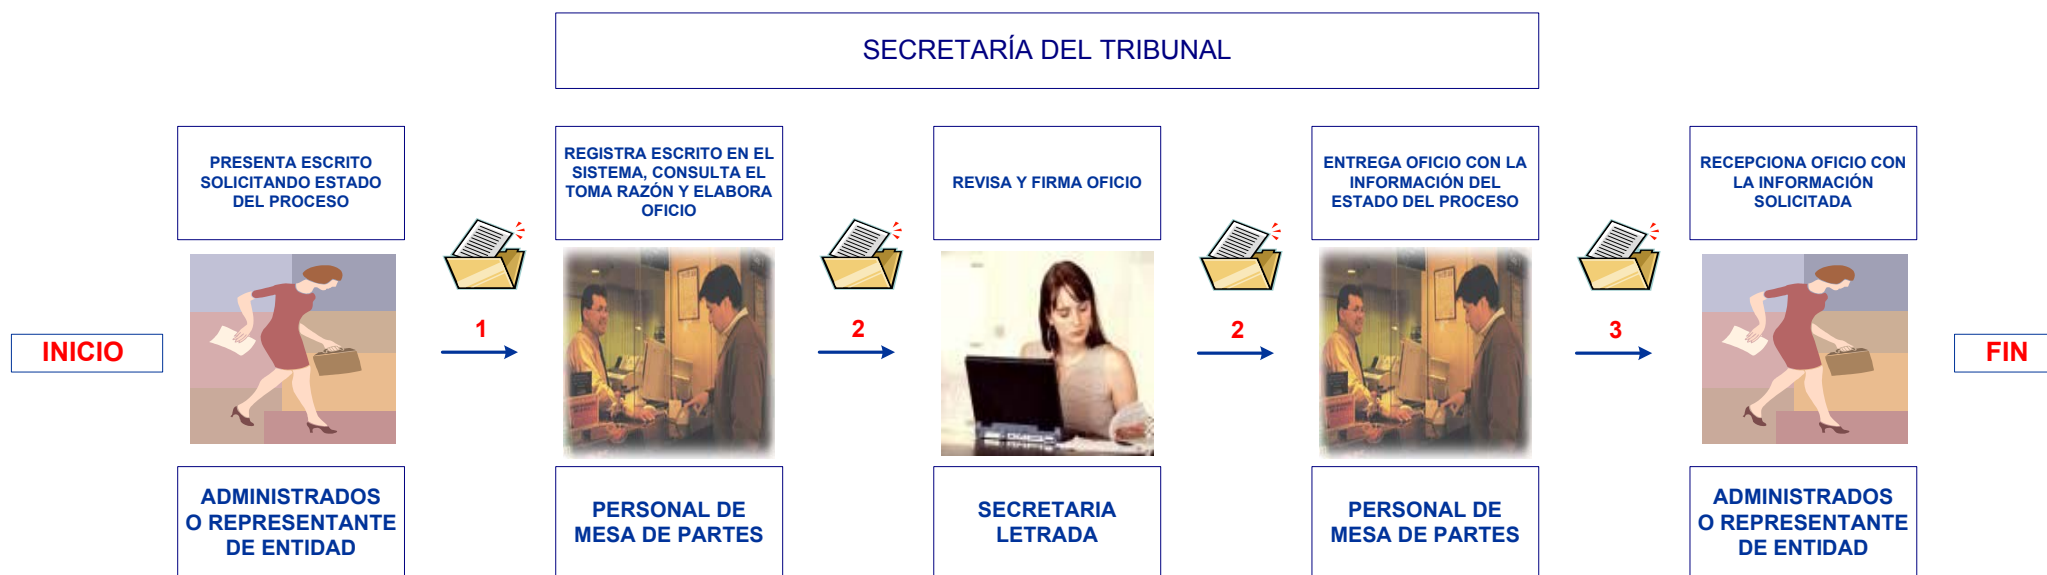 SECRETARÍA DEL TRIBUNAL
PRESENTA ESCRITO
SOLICITANDO ESTADO
DEL PROCESO
REGISTRA ESCRITO EN EL
SISTEMA, CONSULTA EL
TOMA RAZÓN Y ELABORA
OFICIO
REVISA Y FIRMA OFICIO
ENTREGA OFICIO CON LA
INFORMACIÓN DEL
ESTADO DEL PROCESO
RECEPCIONA OFICIO CON
LA INFORMACIÓN
SOLICITADA
INICIO
1
2
2
3
FIN
ADMINISTRADOS
O REPRESENTANTE
DE ENTIDAD
PERSONAL DE
MESA DE PARTES
SECRETARIA
LETRADA
PERSONAL DE
MESA DE PARTES
ADMINISTRADOS
O REPRESENTANTE
DE ENTIDAD